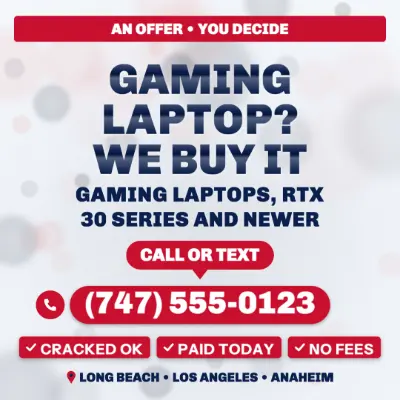 AN OFFER • YOU DECIDE
GAMING
LAPTOP?
WE BUY IT
GAMING LAPTOPS, RTX
30 SERIES AND NEWER
CALL OR TEXT
(747) 555-0123
✓ CRACKED OK ✓ PAID TODAY ✓ NO FEES
LONG BEACH • LOS ANGELES • ANAHEIM